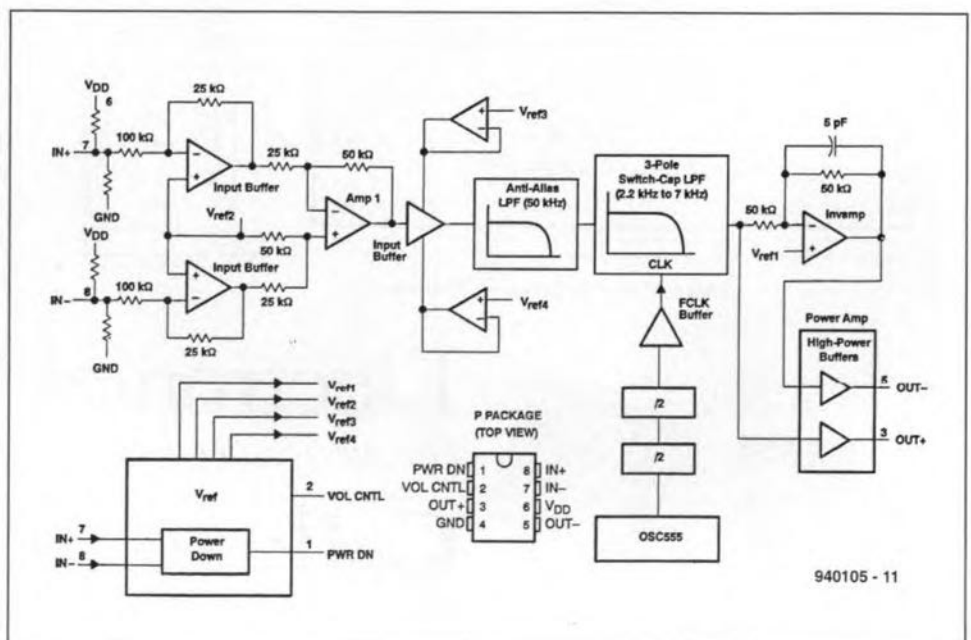 VDD
6
25 kΩ
IN+
7
100 kΩ
GND
Input Buffer
25 kΩ
50 kΩ
Amp 1
Vref2
50 kΩ
VDD
Input Buffer
IN−
8
100 kΩ
25 kΩ
25 kΩ
GND
Input
Buffer
Vref3
Vref4
Anti-Alias
LPF (50 kHz)
3-Pole
Switch-Cap LPF
(2.2 kHz to 7 kHz)
CLK
FCLK
Buffer
/2
/2
OSC555
5 pF
50 kΩ
50 kΩ
Invamp
Vref1
Power Amp
High-Power
Buffers
5
OUT−
3
OUT+
Vref1
Vref2
Vref3
Vref4
Vref
2
VOL CNTL
IN+
7
IN−
8
Power
Down
1
PWR DN
P PACKAGE
(TOP VIEW)
PWR DN 1 8 IN+
VOL CNTL 2 7 IN−
OUT+ 3 6 VDD
GND 4 5 OUT−
940105 - 11